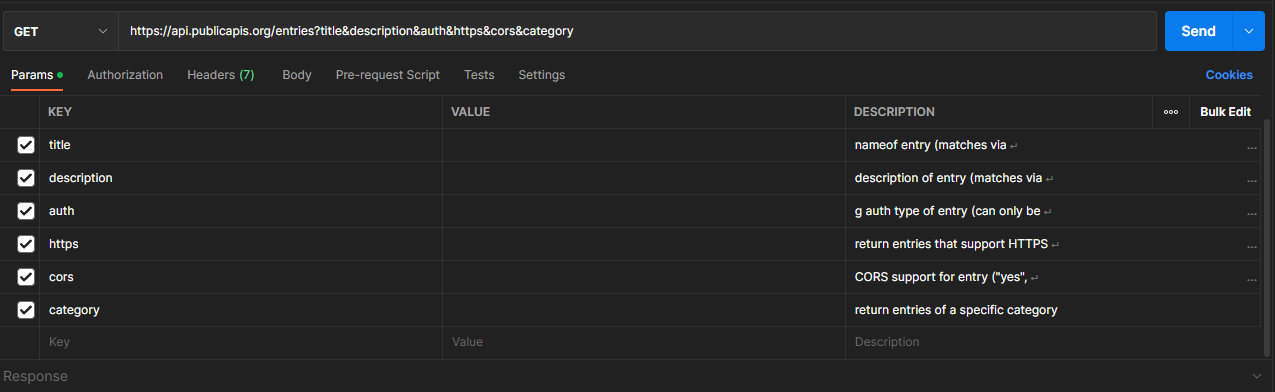 GET https://api.publicapis.org/entries?title&description&auth&https&cors&category Send
Params Authorization Headers (7) Body Pre-request Script Tests Settings Cookies
KEY VALUE DESCRIPTION ooo Bulk Edit
title nameof entry (matches via ↵ ...
description description of entry (matches via ↵ ...
auth g auth type of entry (can only be ↵ ...
https return entries that support HTTPS ↵ ...
cors CORS support for entry ("yes", ↵ ...
category return entries of a specific category
Key Value Description
Response